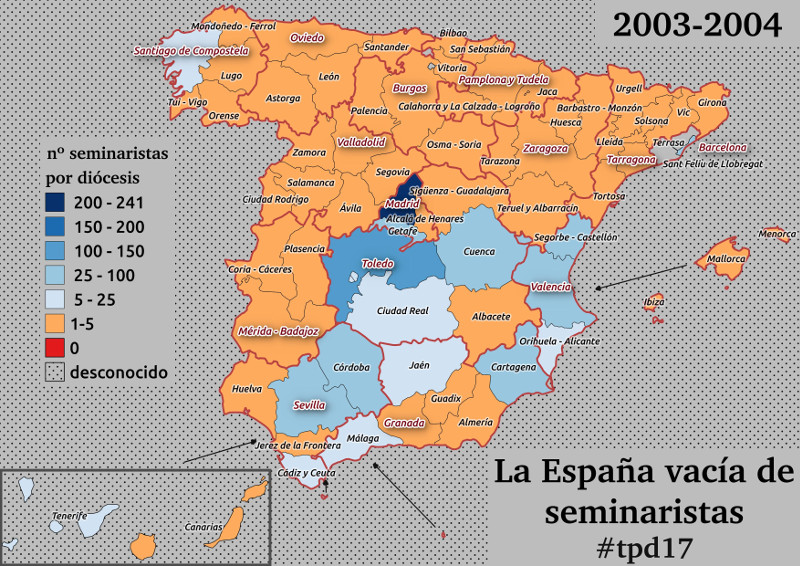 2003-2004
Mondoñedo - Ferrol
Oviedo
Bilbao
Santander
San Sebastián
Santiago de Compostela
Lugo
León
Vitoria
Pamplona y Tudela
Jaca
Burgos
Urgell
Girona
Tui - Vigo
Astorga
Palencia
Calahorra y La Calzada - Logroño
Barbastro - Monzón
Huesca
Solsona
Vic
Orense
Valladolid
Osma - Soria
Zaragoza
Lleida
Terrassa
Barcelona
Tarragona
Sant Feliu de Llobregat
Zamora
Tarazona
nº seminaristas
por diócesis
200 - 241
150 - 200
100 - 150
25 - 100
5 - 25
1-5
0
desconocido
Segovia
Salamanca
Sigüenza - Guadalajara
Ciudad Rodrigo
Ávila
Madrid
Teruel y Albarracín
Tortosa
Alcalá de Henares
Getafe
Segorbe - Castellón
Menorca
Plasencia
Cuenca
Mallorca
Coria - Cáceres
Toledo
Valencia
Ibiza
Ciudad Real
Albacete
Mérida - Badajoz
Orihuela - Alicante
Córdoba
Jaén
Cartagena
Huelva
Sevilla
Guadix
Granada
Almería
Jerez de la Frontera
Málaga
Cádiz y Ceuta
Tenerife
Canarias
La España vacía de
seminaristas
#tpd17